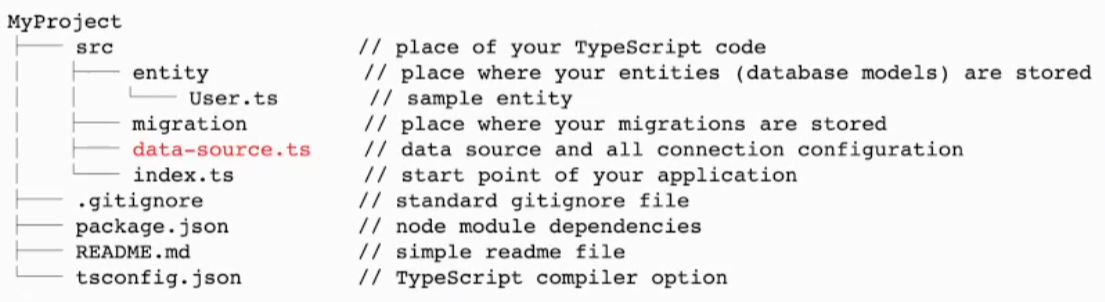 MyProject
├── src // place of your TypeScript code
│ ├── entity // place where your entities (database models) are stored
│ │ └── User.ts // sample entity
│ ├── migration // place where your migrations are stored
│ ├── data-source.ts // data source and all connection configuration
│ └── index.ts // start point of your application
├── .gitignore // standard gitignore file
├── package.json // node module dependencies
├── README.md // simple readme file
└── tsconfig.json // TypeScript compiler option